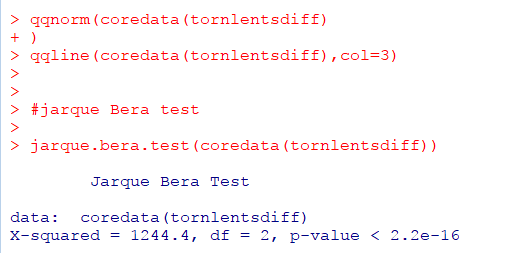 > qqnorm(coredata(tornlentsdiff)
+ )
> qqline(coredata(tornlentsdiff),col=3)
>
>
> #jarque Bera test
>
> jarque.bera.test(coredata(tornlentsdiff))
Jarque Bera Test
data:  coredata(tornlentsdiff)
X-squared = 1244.4, df = 2, p-value < 2.2e-16